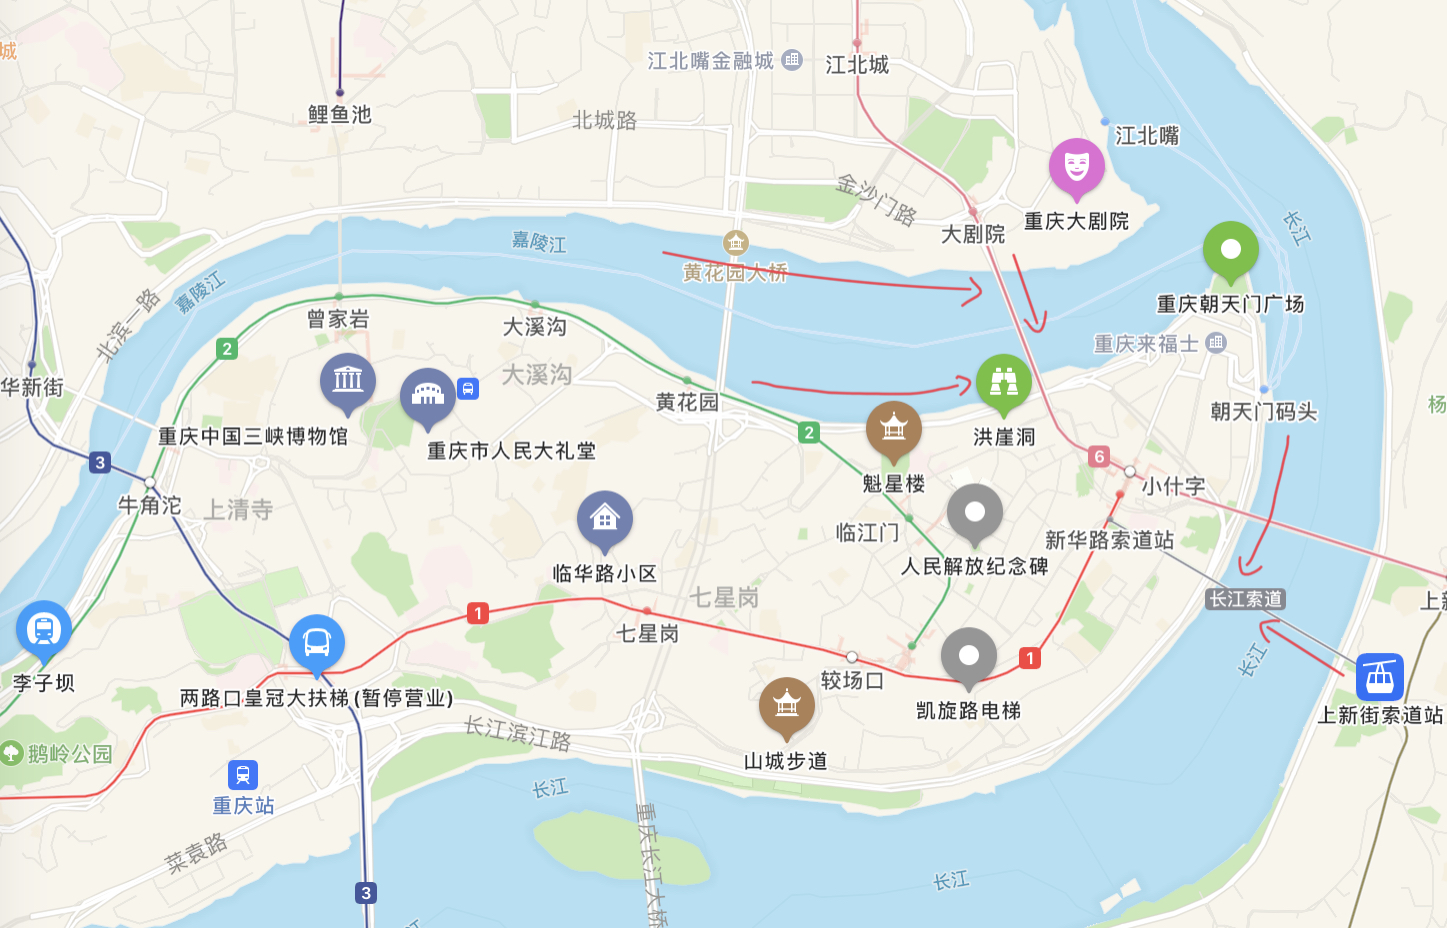 城
江北嘴金融城
江北城
鲤鱼池
北城路
江北嘴
金沙门路
重庆大剧院
大剧院
长江
嘉陵江
黄花园大桥
嘉陵江
北滨一路
重庆朝天门广场
曾家岩
大溪沟
重庆来福士
2
大溪沟
华新街
黄花园
朝天门码头
杨
重庆中国三峡博物馆
重庆市人民大礼堂
2
洪崖洞
3
6
魁星楼
牛角沱
上清寺
小什字
临江门
新华路索道站
人民解放纪念碑
临华路小区
七星岗
长江索道
上新
1
七星岗
长江
1
李子坝
两路口皇冠大扶梯(暂停营业)
较场口
凯旋路电梯
上新街索道站
长江滨江路
鹅岭公园
山城步道
重庆站
长江
重庆长江大桥
菜袁路
长江
3
江